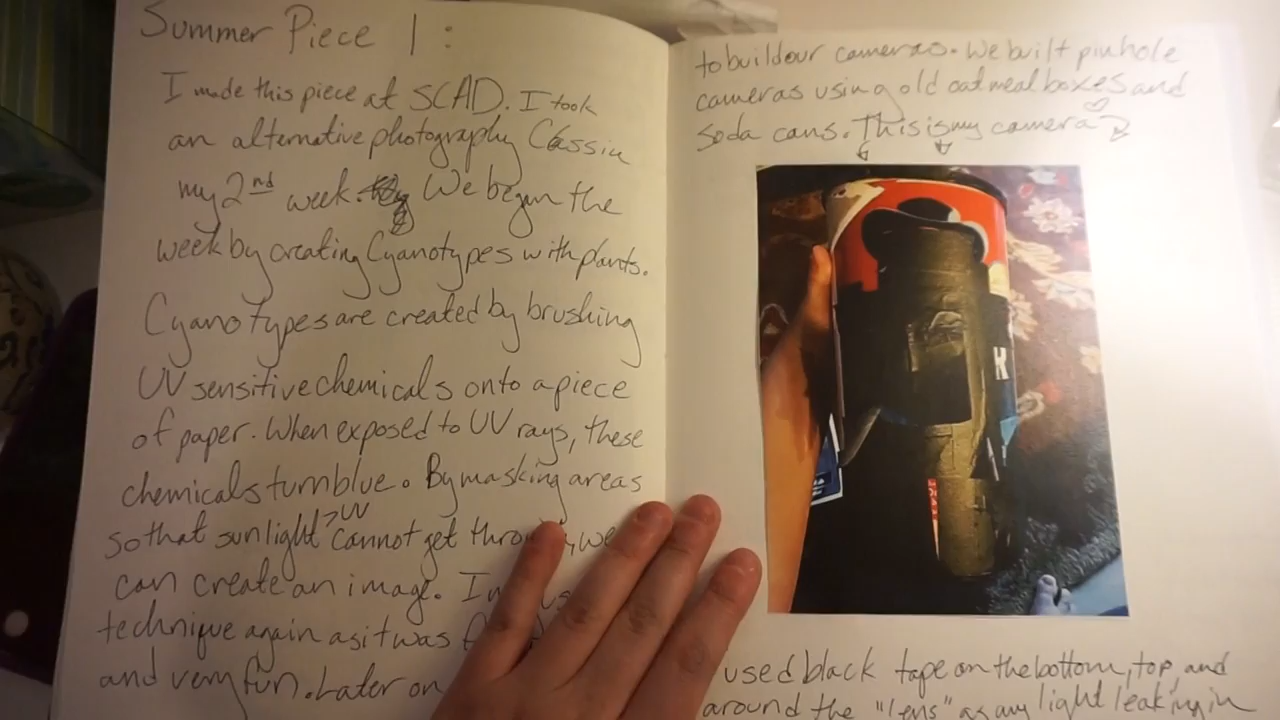 Summer Piece 1:
I made this piece at SCAD. I took
an alternative photography Class in
my 2nd week. We began the
week by creating Cyanotypes with plants.
Cyanotypes are created by brushing
UV sensitive chemicals onto a piece
of paper. When exposed to UV rays, these
chemicals turn blue. By masking areas
so that sunlight > UV cannot get thro , we
can create an image. I
technique again as it was
and very fun. Later on
to build our cameras. We built pinhole
cameras using old oatmeal boxes and
soda cans. This is my camera
K
used black tape on the bottom, top, and
around the "lens" as any light leaking in